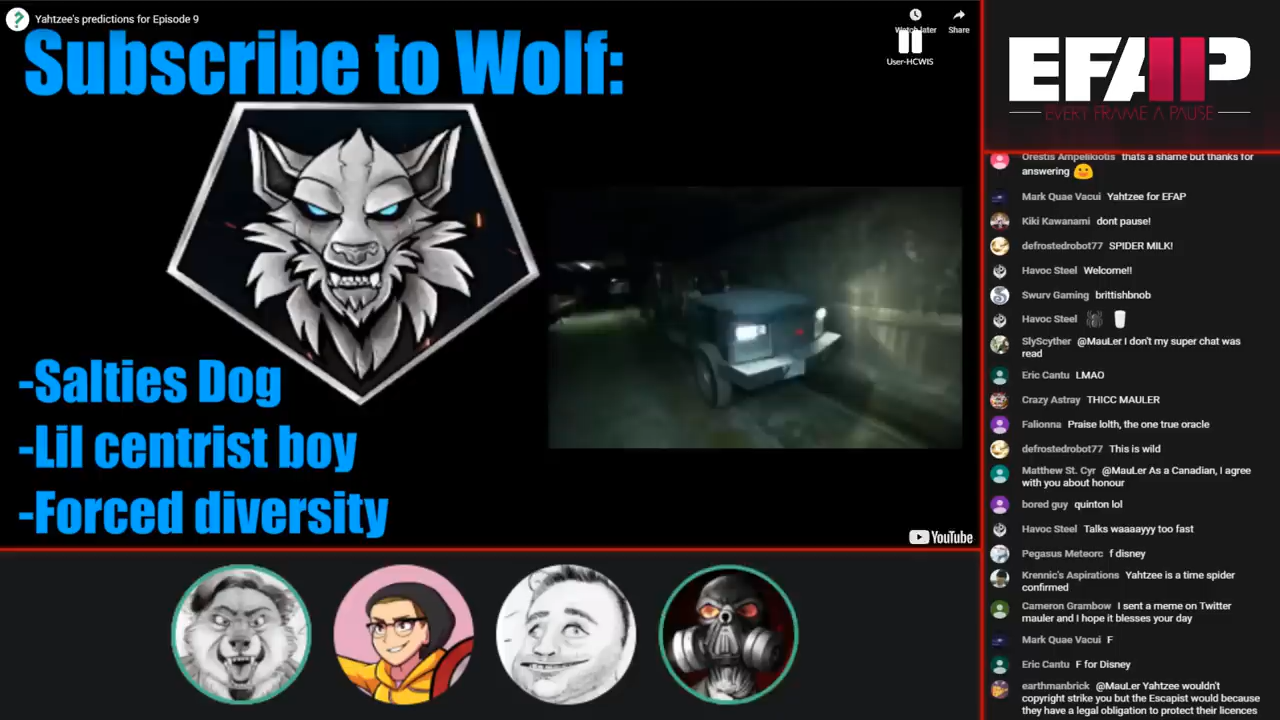 Yahtzee's predictions for Episode 9
Watch later
Share
User-HCWIS
Subscribe to Wolf:
-Salties Dog
-Lil centrist boy
-Forced diversity
YouTube
EFAP
EVERY FRAME A PAUSE
Orestis Ampelikiotis thats a shame but thanks for
answering
Mark Quae Vacui Yahtzee for EFAP
Kiki Kawanami dont pause!
defrostedrobot77 SPIDER MILK!
Havoc Steel Welcome!!
Swurv Gaming brittishbnob
Havoc Steel
SlyScyther @MauLer I don't my super chat was
read
Eric Cantu LMAO
Crazy Astray THICC MAULER
Falionna Praise lolth, the one true oracle
defrostedrobot77 This is wild
Matthew St. Cyr @MauLer As a Canadian, I agree
with you about honour
bored guy quinton lol
Havoc Steel Talks waaaayyy too fast
Pegasus Meteorc f disney
Krennic's Aspirations Yahtzee is a time spider
confirmed
Cameron Grambow I sent a meme on Twitter
mauler and I hope it blesses your day
Mark Quae Vacui F
Eric Cantu F for Disney
earthmanbrick @MauLer Yahtzee wouldn't
copyright strike you but the Escapist would because
they have a legal obligation to protect their licences